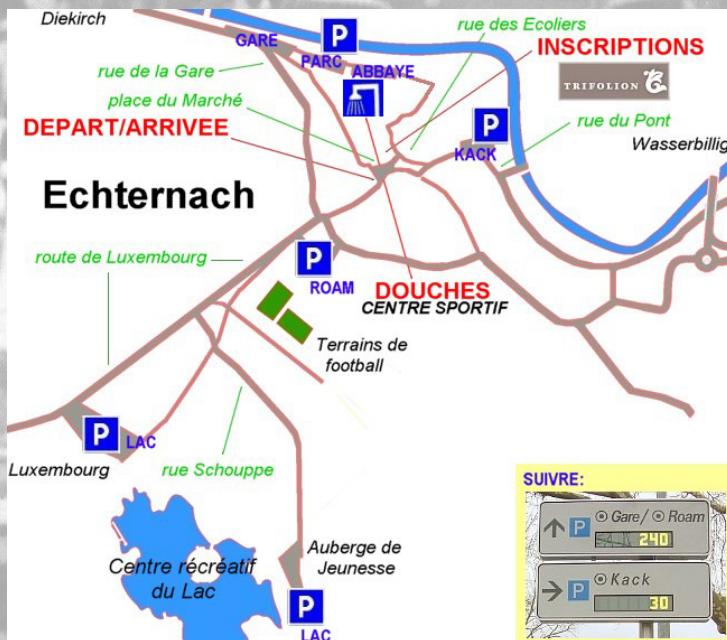 Diekirch
rue des Ecoliers
GARE
P
PARC
ABBAYE
INSCRIPTIONS
rue de la Gare
TRIFOLION
place du Marché
DEPART/ARRIVEE
P
KACK
rue du Pont
Wasserbillig
Echternach
route de Luxembourg
P
ROAM
DOUCHES
CENTRE SPORTIF
Terrains de
football
P
LAC
Luxembourg
rue Schouppe
Centre récréatif
du Lac
Auberge de
Jeunesse
P
LAC
SUIVRE:
P Gare/ Roam
240
P Kack
30